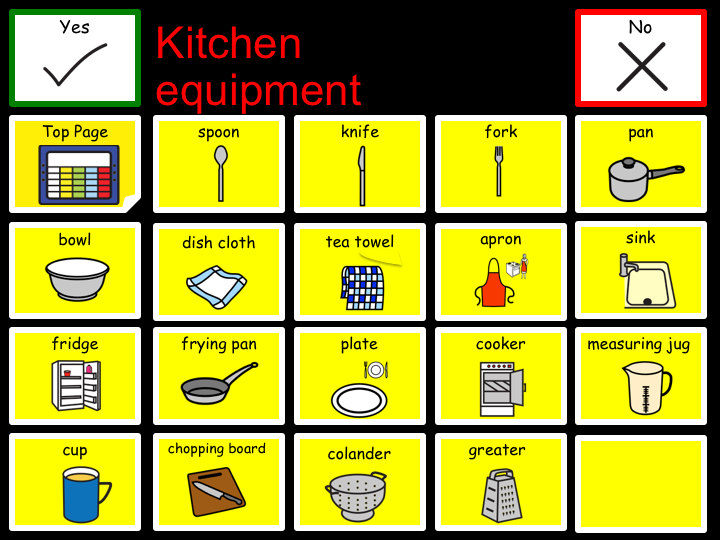 Yes
Kitchen
equipment
No
Top Page
spoon
knife
fork
pan
bowl
dish cloth
tea towel
apron
sink
fridge
frying pan
plate
cooker
measuring jug
cup
chopping board
colander
greater